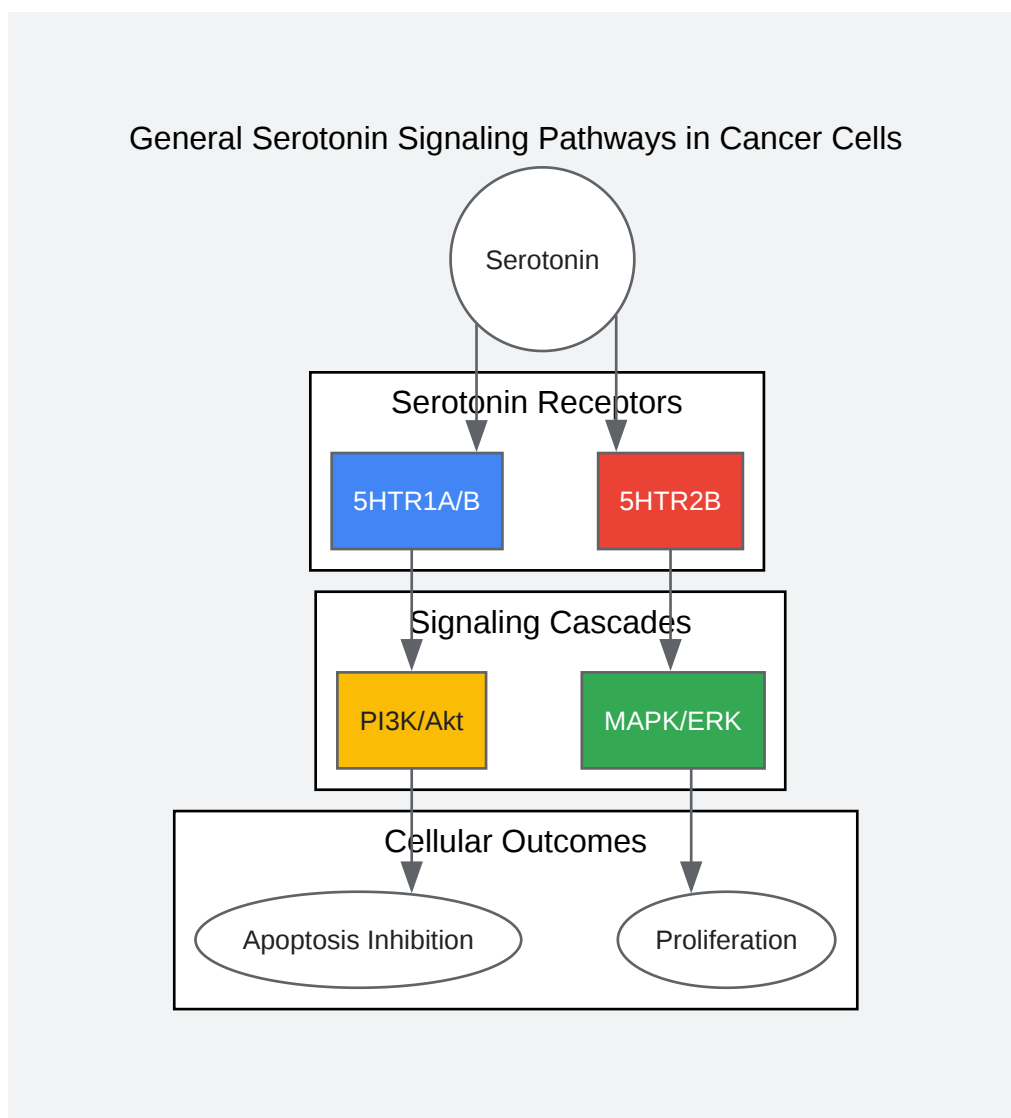 General Serotonin Signaling Pathways in Cancer Cells
Serotonin
Serotonin Receptors
5HTR1A/B
5HTR2B
Signaling Cascades
PI3K/Akt
MAPK/ERK
Cellular Outcomes
Apoptosis Inhibition
Proliferation